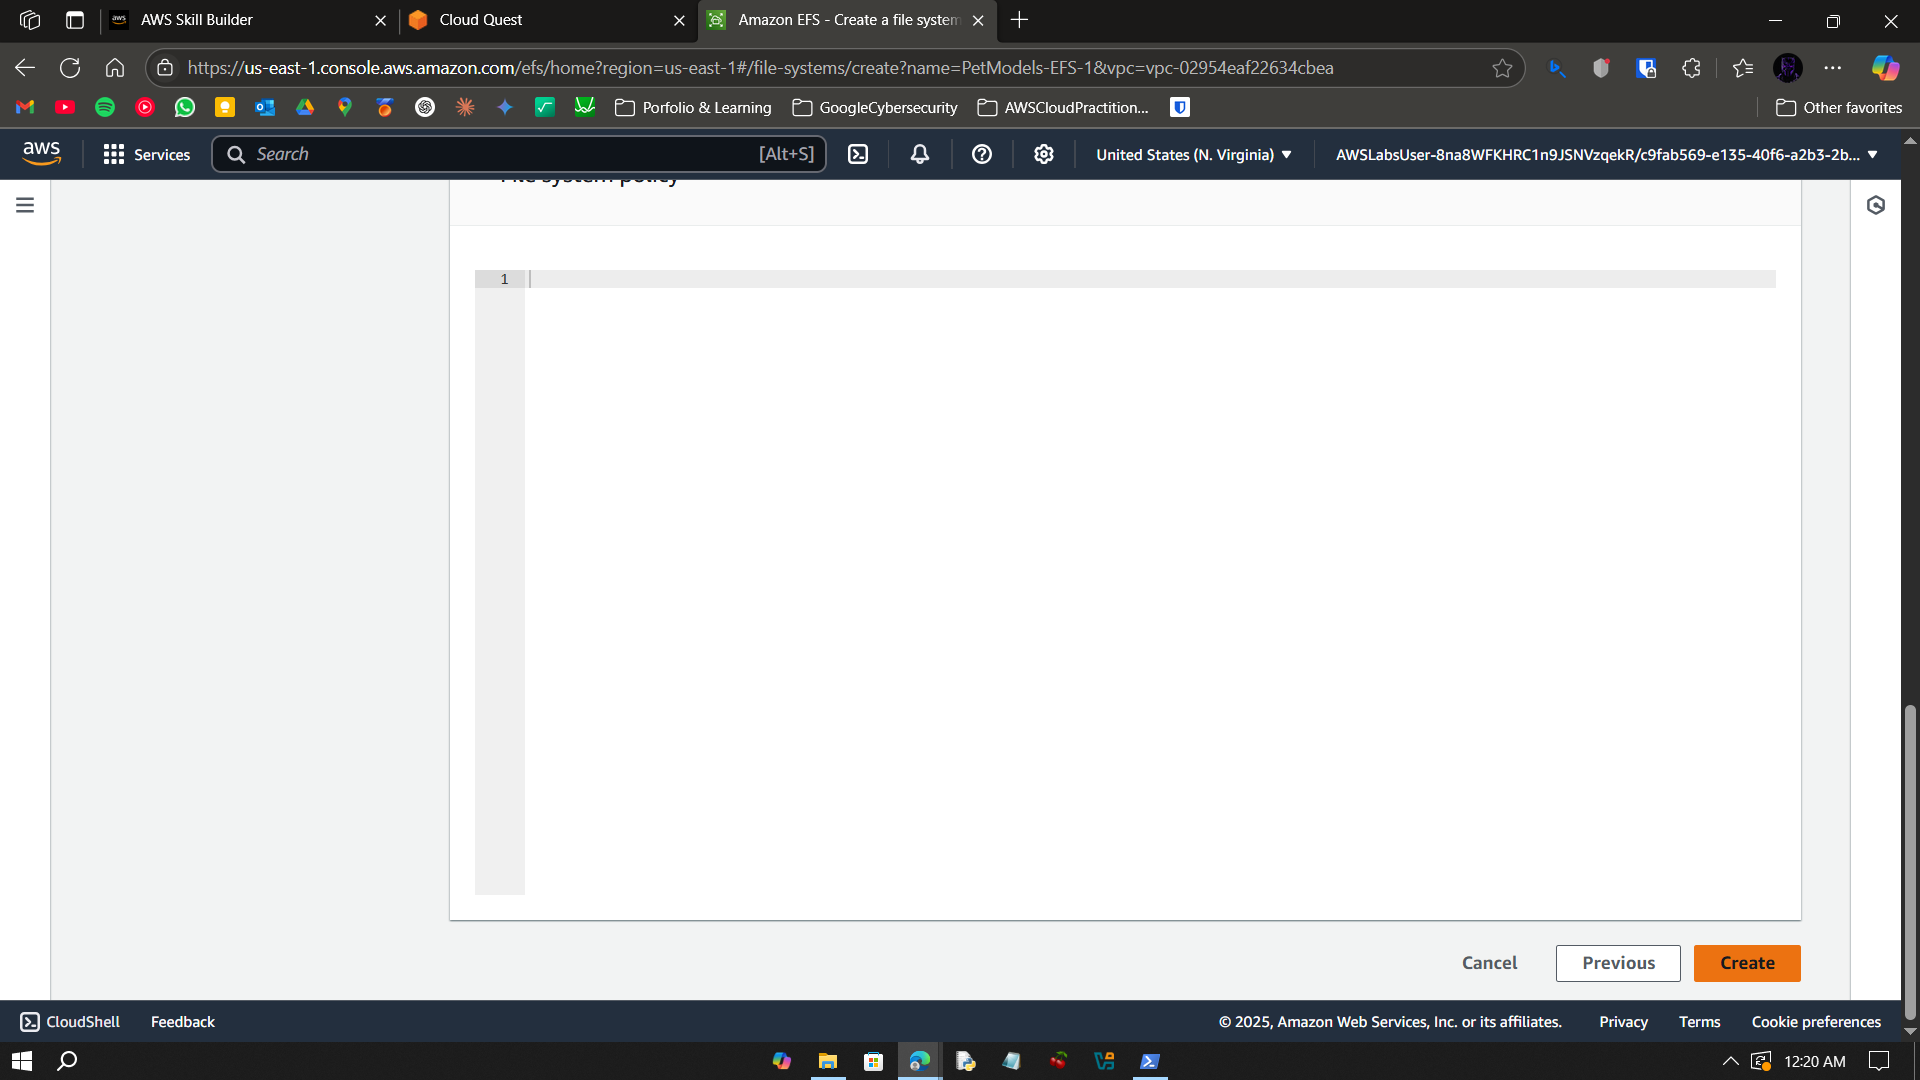 AWS Skill Builder
Cloud Quest
Amazon EFS - Create a file system
https://us-east-1.console.aws.amazon.com/efs/home?region=us-east-1#/file-systems/create?name=PetModels-EFS-1&vpc=vpc-02954eaf22634cbea
Porfolio & Learning
GoogleCybersecurity
AWSCloudPractition...
Other favorites
aws
Services
Search
[Alt+S]
United States (N. Virginia)
AWSLabsUser-8na8WFKHRC1n9JSNVzqekR/c9fab569-e135-40f6-a2b3-2b...
File system policy
1
Cancel
Previous
Create
CloudShell
Feedback
© 2025, Amazon Web Services, Inc. or its affiliates.
Privacy
Terms
Cookie preferences
12:20 AM